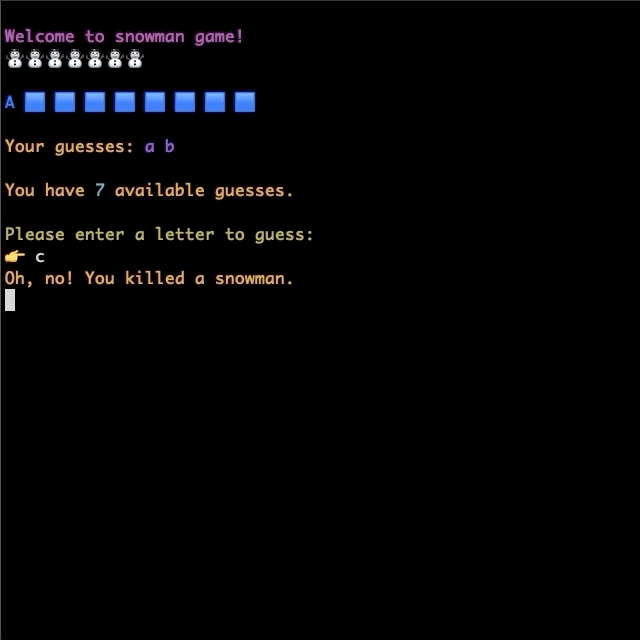 Welcome to snowman game!
☃☃☃☃☃☃☃
A 🟦 🟦 🟦 🟦 🟦 🟦 🟦 🟦
Your guesses: a b
You have 7 available guesses.
Please enter a letter to guess:
👉 c
Oh, no! You killed a snowman.